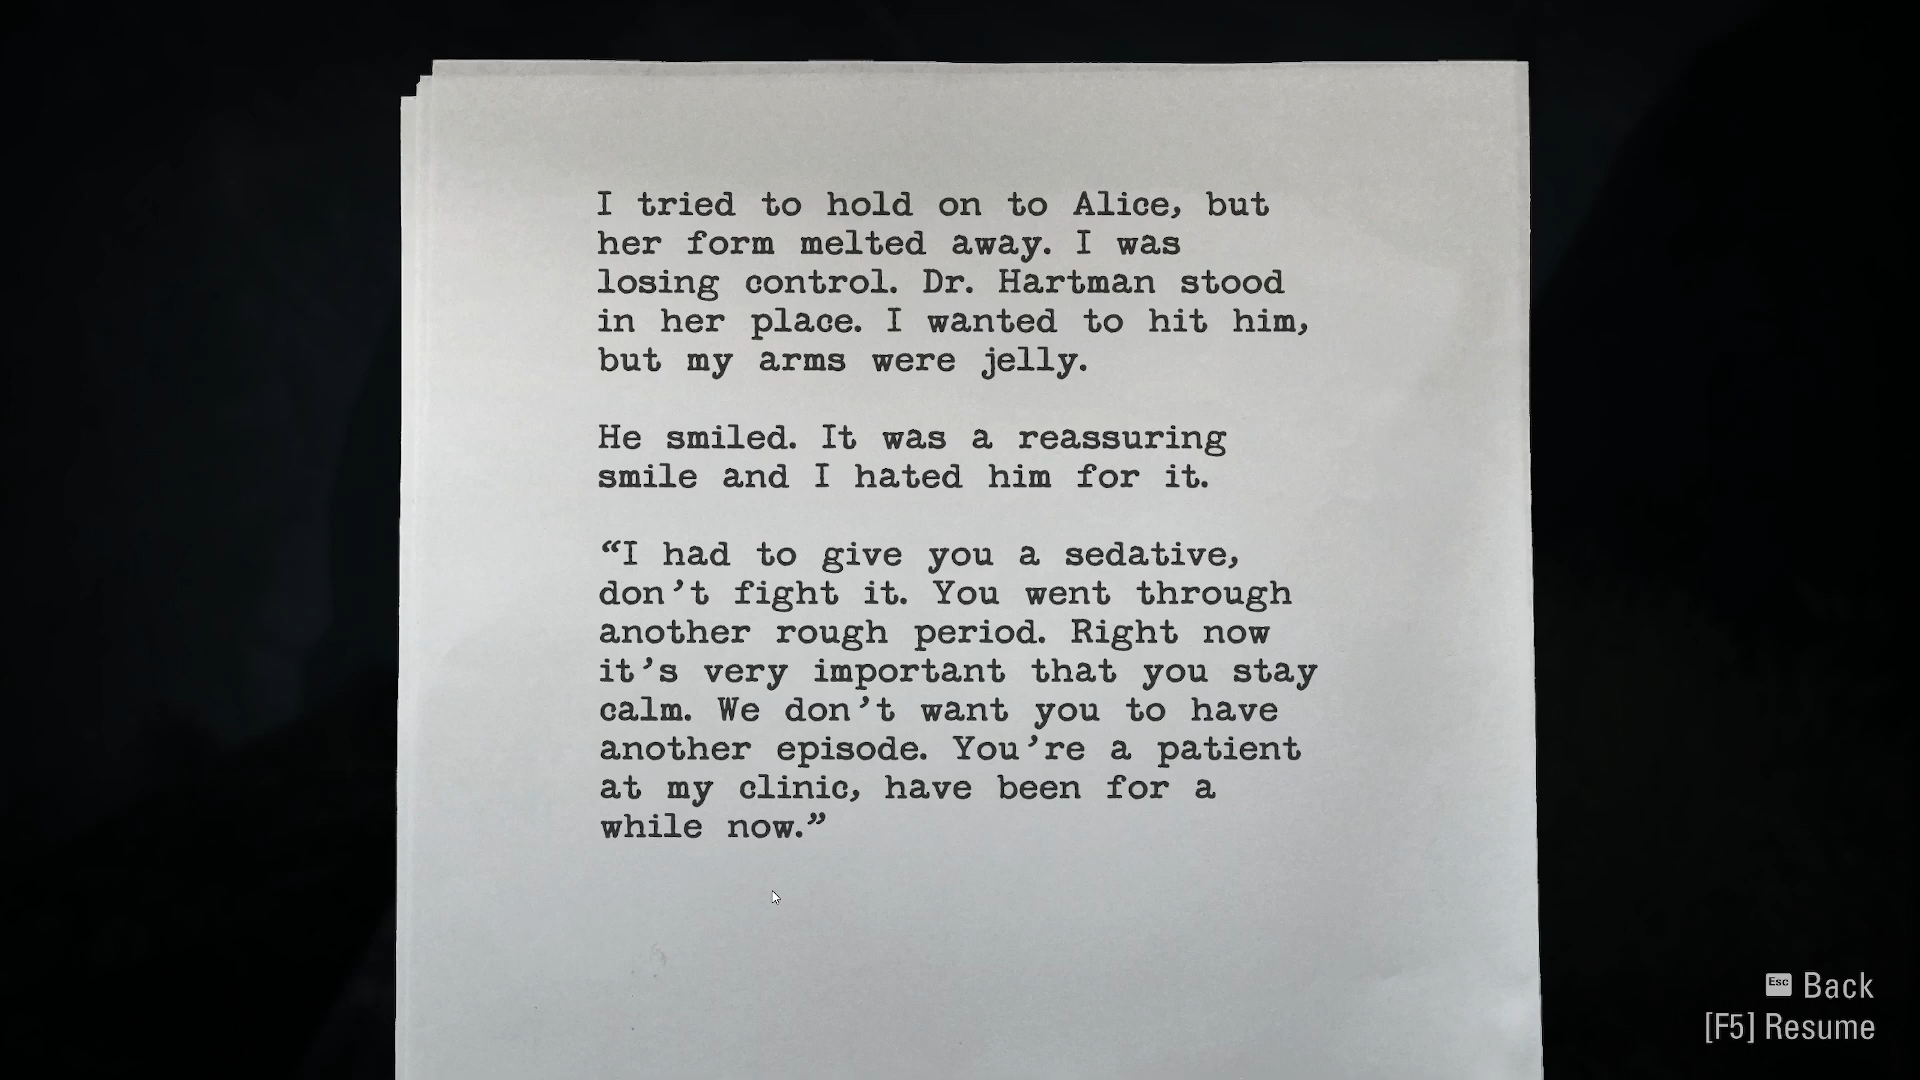 I tried to hold on to Alice, but
her form melted away. I was
losing control. Dr. Hartman stood
in her place. I wanted to hit him,
but my arms were jelly.
He smiled. It was a reassuring
smile and I hated him for it.
“I had to give you a sedative,
don’t fight it. You went through
another rough period. Right now
it’s very important that you stay
calm. We don’t want you to have
another episode. You’re a patient
at my clinic, have been for a
while now.”
Esc Back
[F5] Resume